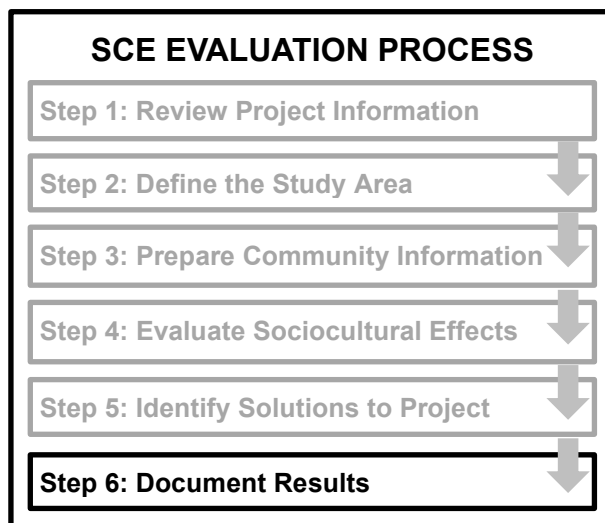 SCE EVALUATION PROCESS
Step 1: Review Project Information
Step 2: Define the Study Area
Step 3: Prepare Community Information
Step 4: Evaluate Sociocultural Effects
Step 5: Identify Solutions to Project
Step 6: Document Results